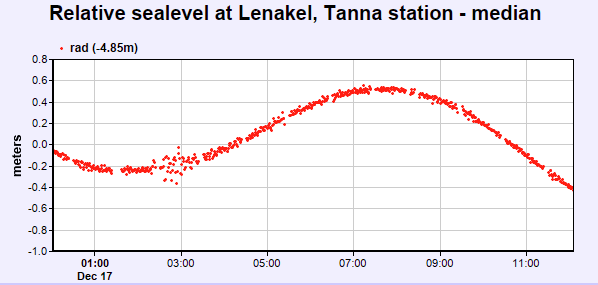 Relative sealevel at Lenakel, Tanna station - median
rad (-4.85m)
meters
0.8
0.6
0.4
0.2
0.0
-0.2
-0.4
-0.6
-0.8
-1.0
01:00 03:00 05:00 07:00 09:00 11:00
Dec 17